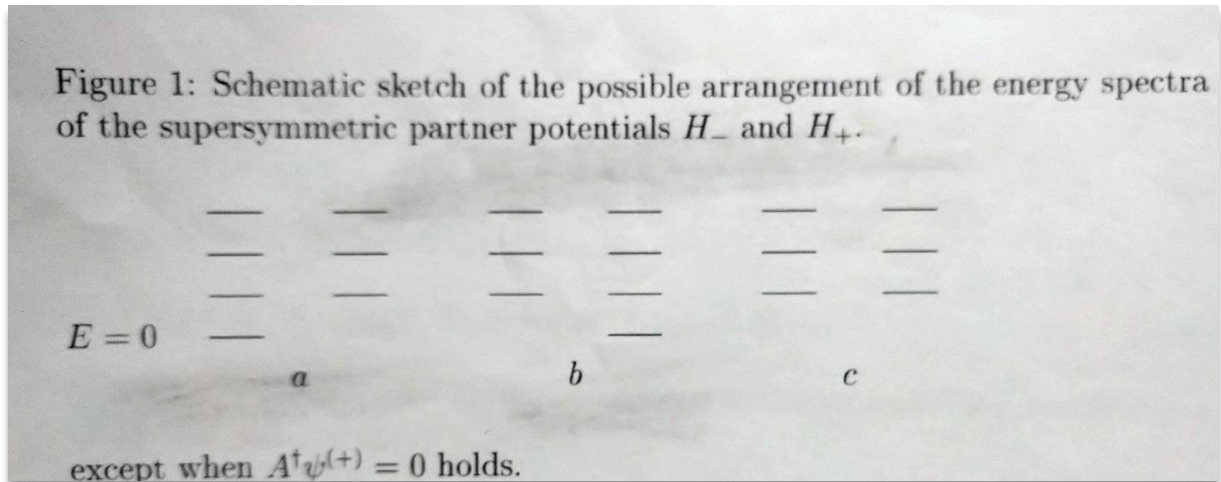 Figure 1: Schematic sketch of the possible arrangement of the energy spectra
of the supersymmetric partner potentials H₋ and H₊.
E = 0
a b c
except when A†ψ⁽⁺⁾ = 0 holds.